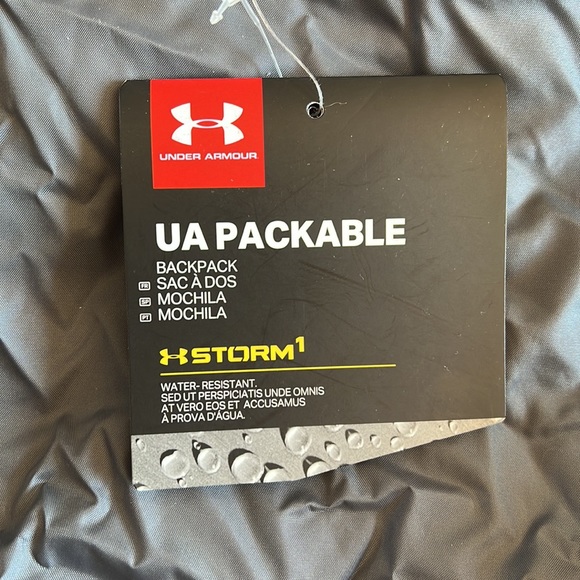 UNDER ARMOUR
UA PACKABLE
BACKPACK
FR SAC À DOS
SP MOCHILA
PT MOCHILA
STORM1
WATER- RESISTANT.
SED UT PERSPICIATIS UNDE OMNIS
AT VERO EOS ET ACCUSAMUS
À PROVA D'ÁGUA.